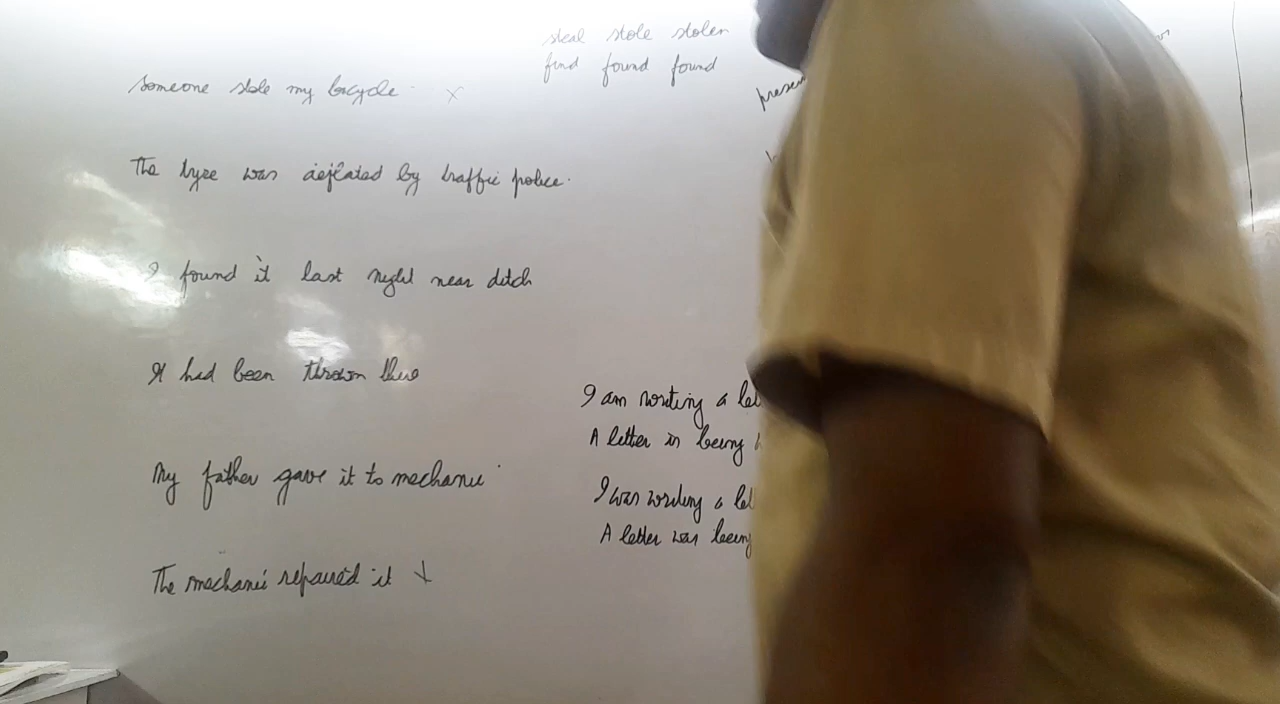 steal stole stolen
find found found
someone stole my bicycle. x
The tyre was deflated by traffic police.
I found it last night near ditch
It had been thrown there
My father gave it to mechanic
The mechanic repaired it
I am writing a let
A letter is being
I was writing a let
A letter was being